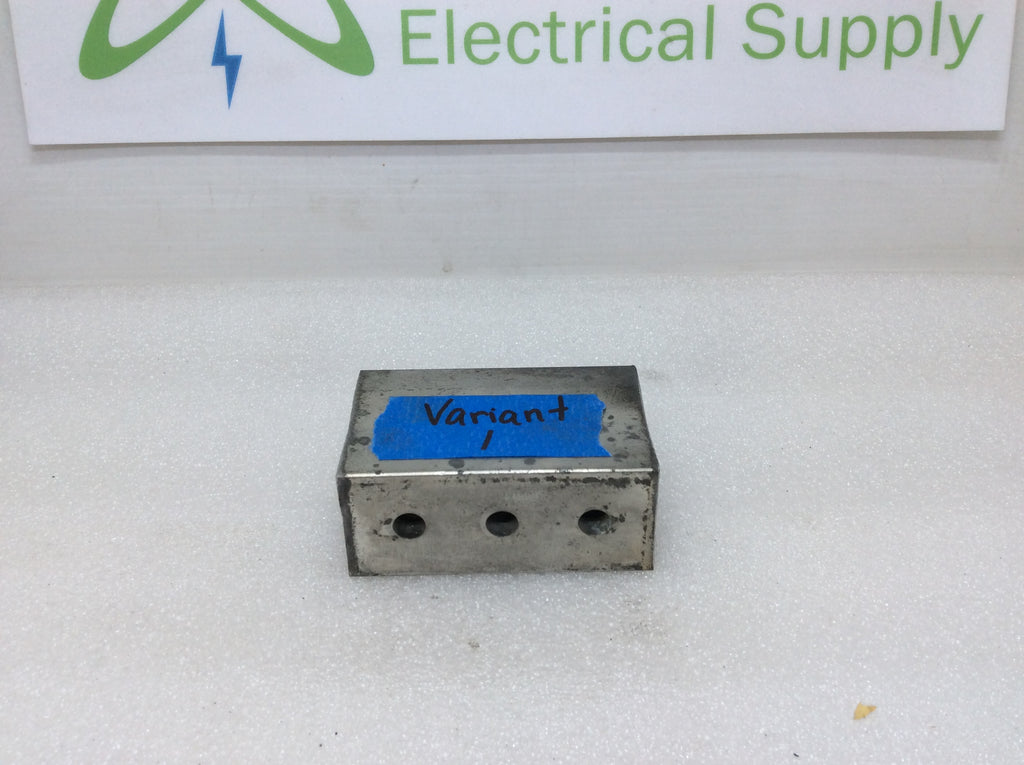 Electrical Supply
Variant
1